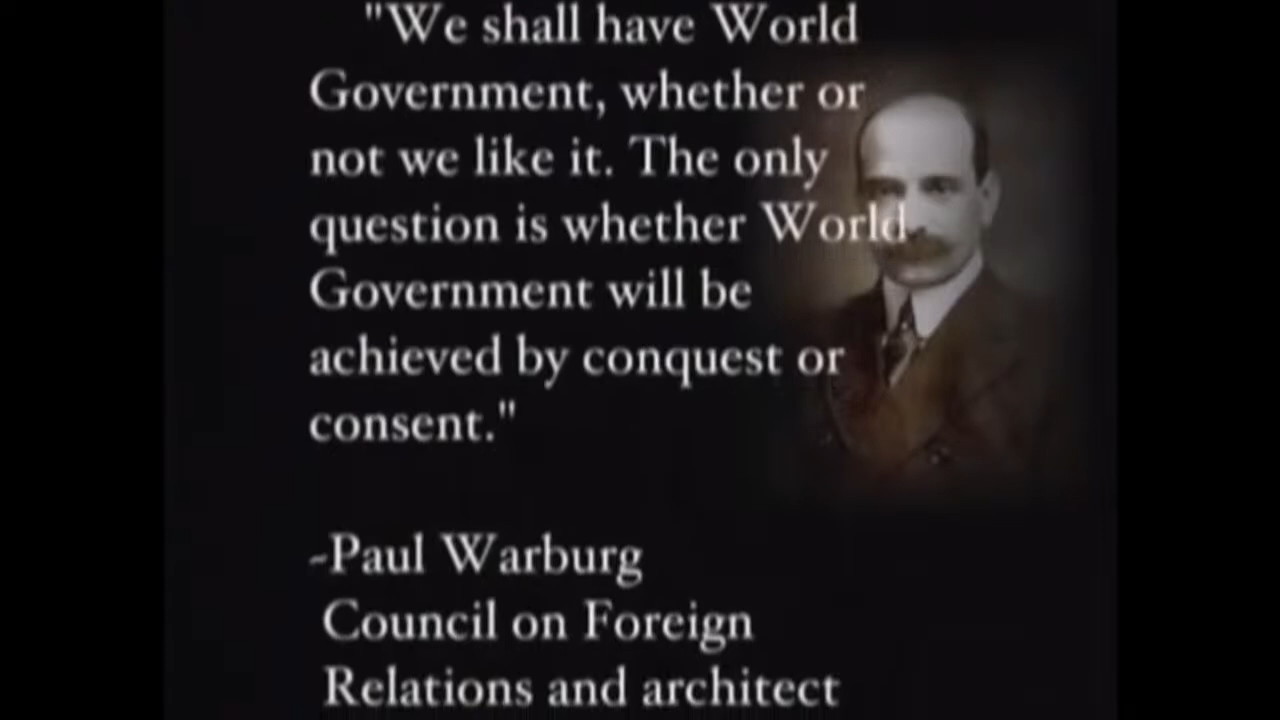 "We shall have World
Government, whether or
not we like it. The only
question is whether World
Government will be
achieved by conquest or
consent."
-Paul Warburg
Council on Foreign
Relations and architect